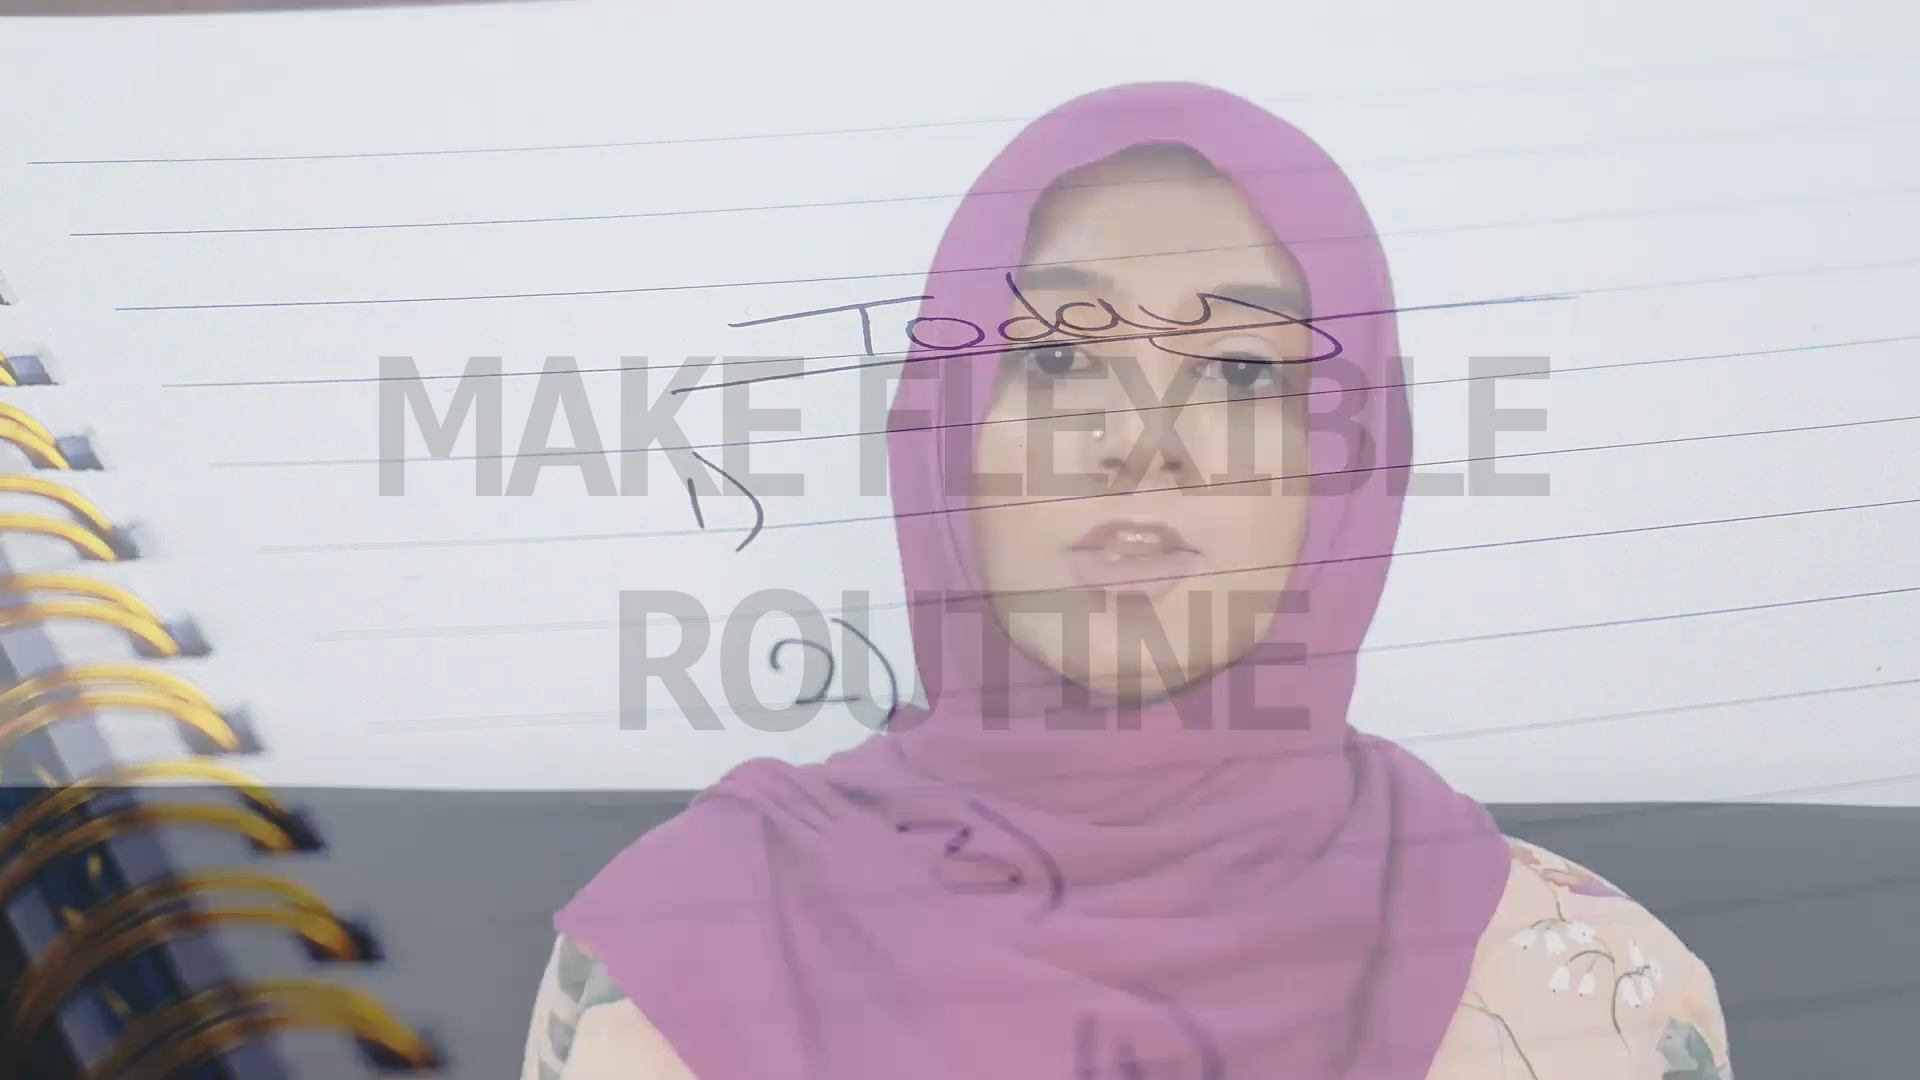 Today
MAKE FLEXIBLE
1)
ROUTINE
2)
3)